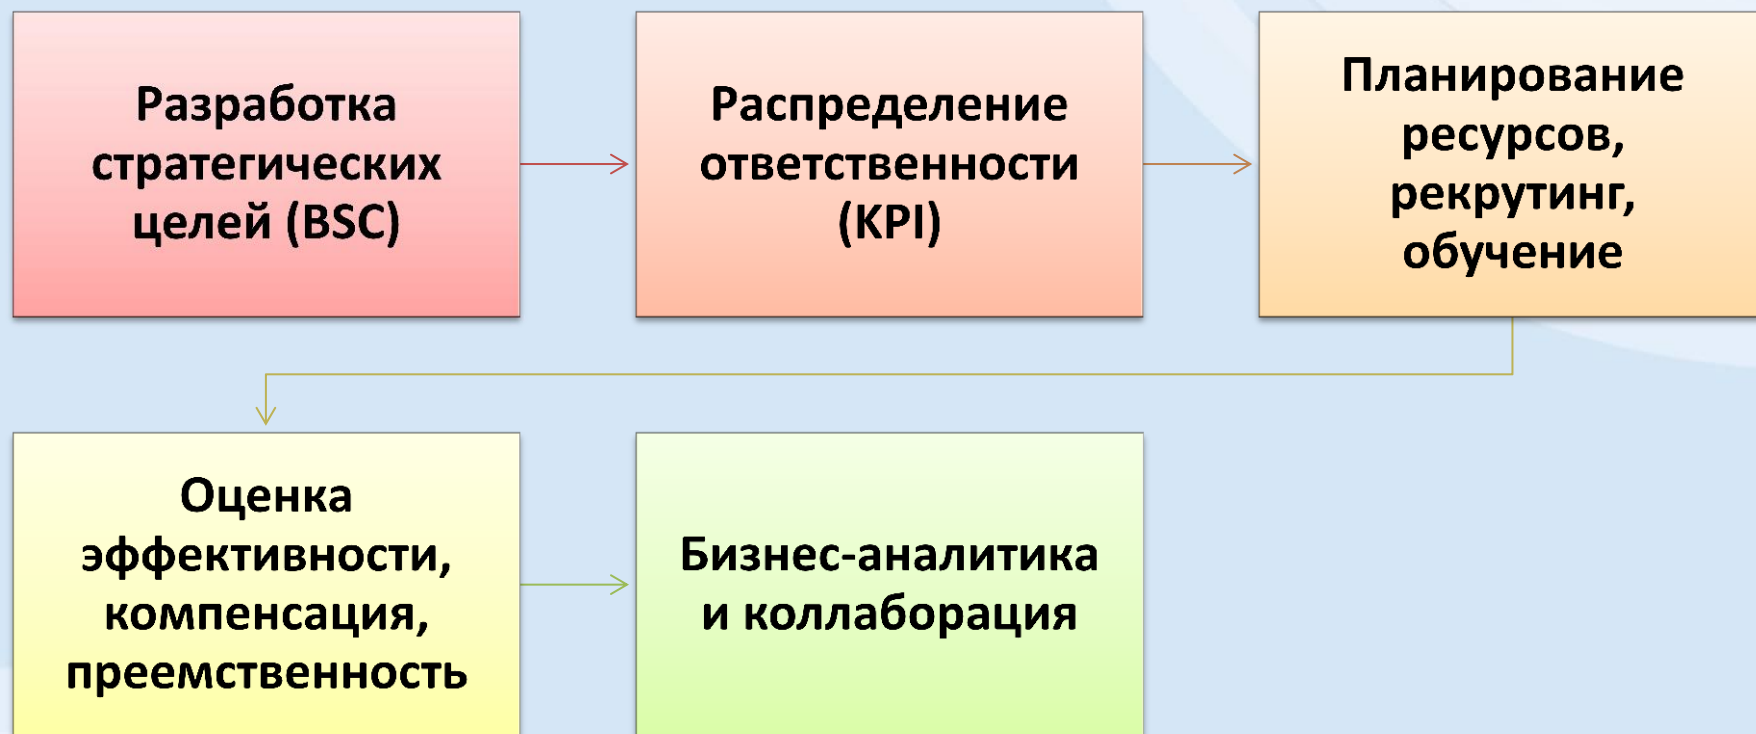 Разработка
стратегических
целей (BSC)
Распределение
ответственности
(KPI)
Планирование
ресурсов,
рекрутинг,
обучение
Оценка
эффективности,
компенсация,
преемственность
Бизнес-аналитика
и коллаборация